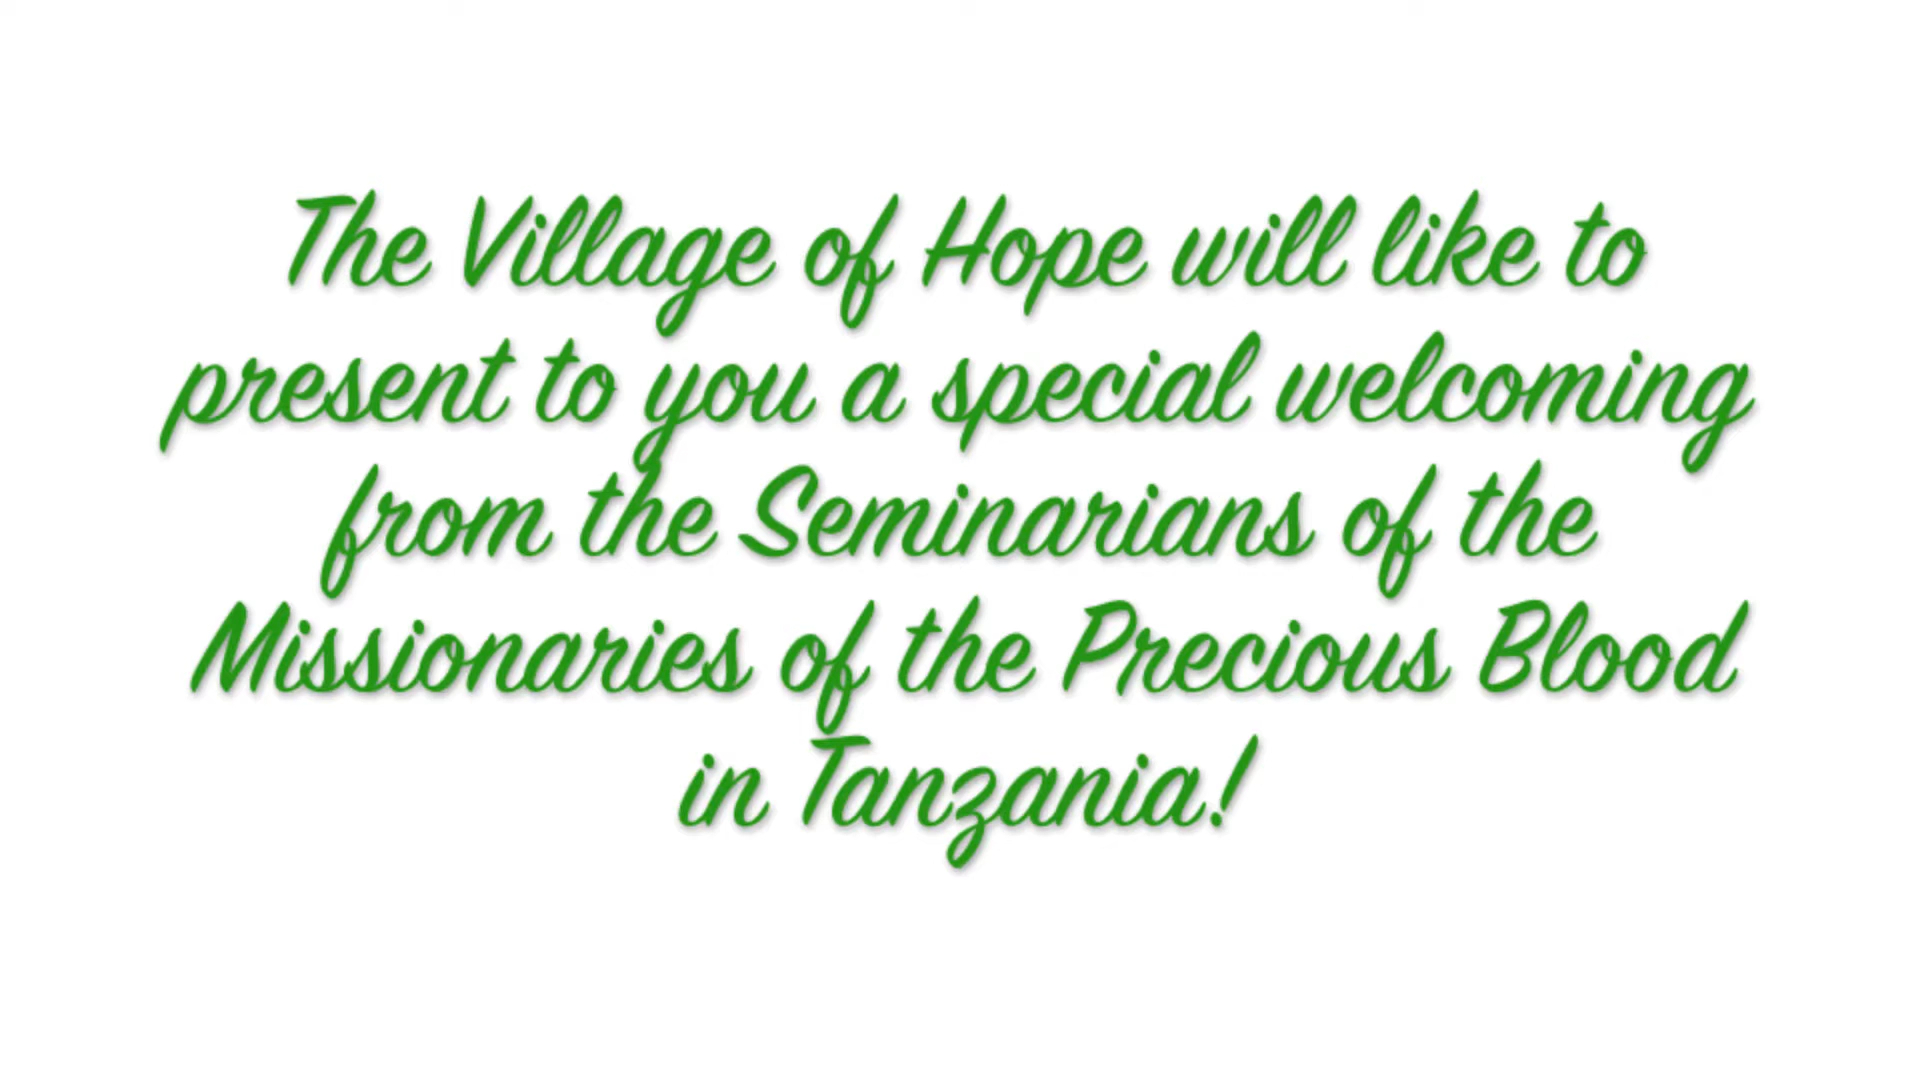 The Village of Hope will like to
present to you a special welcoming
from the Seminarians of the
Missionaries of the Precious Blood
in Tanzania!